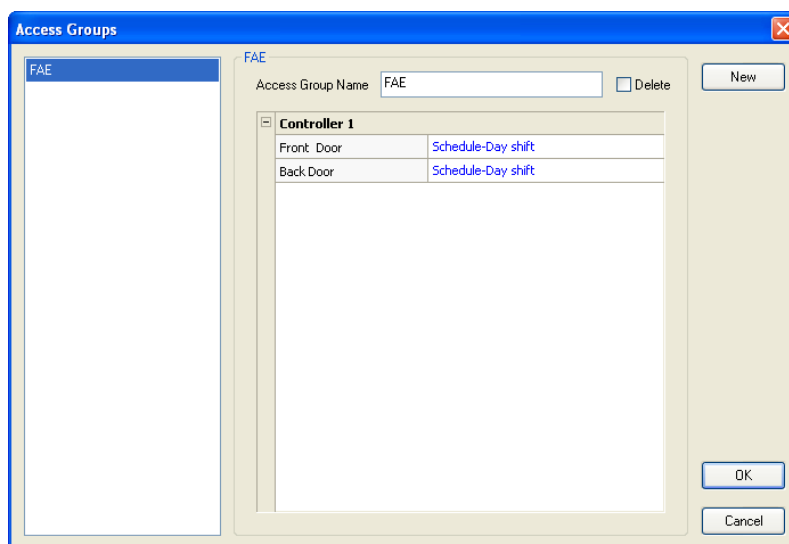 Access Groups
FAE
FAE
Access Group Name FAE Delete
New
Controller 1
Front Door Schedule-Day shift
Back Door Schedule-Day shift
OK
Cancel